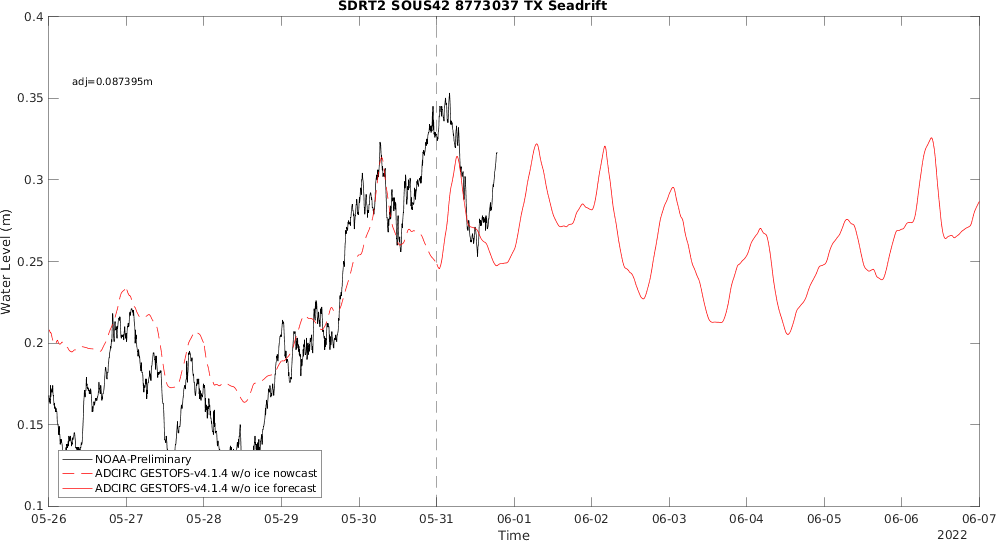 SDRT2 SOUS42 8773037 TX Seadrift
adj=0.087395m
Water Level (m)
0.4
0.35
0.3
0.25
0.2
0.15
0.1
NOAA-Preliminary
ADCIRC GESTOFS-v4.1.4 w/o ice nowcast
ADCIRC GESTOFS-v4.1.4 w/o ice forecast
05-26 05-27 05-28 05-29 05-30 05-31 06-01 06-02 06-03 06-04 06-05 06-06 06-07
Time
2022